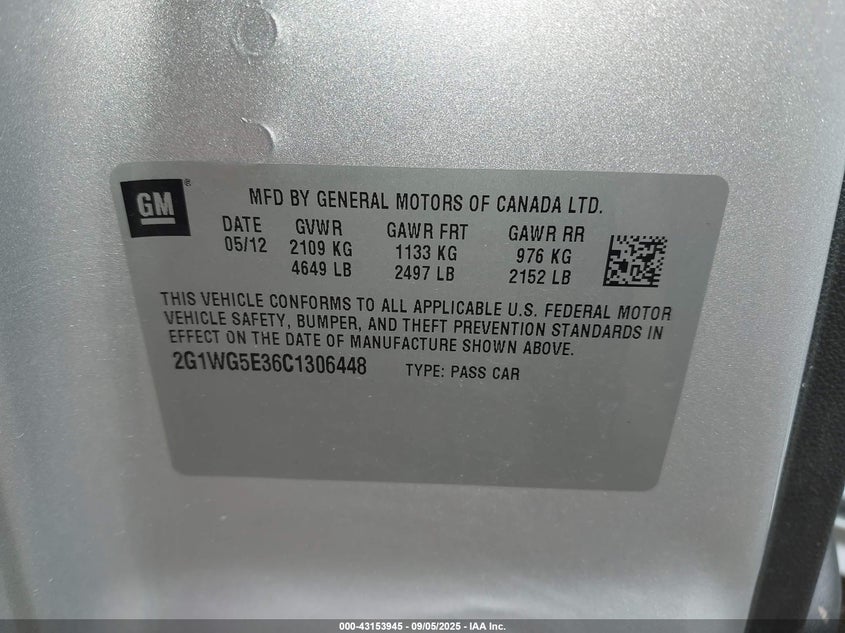 GM®
MFD BY GENERAL MOTORS OF CANADA LTD.
DATE GVWR GAWR FRT GAWR RR
05/12 2109 KG 1133 KG 976 KG
4649 LB 2497 LB 2152 LB
THIS VEHICLE CONFORMS TO ALL APPLICABLE U.S. FEDERAL MOTOR
VEHICLE SAFETY, BUMPER, AND THEFT PREVENTION STANDARDS IN
EFFECT ON THE DATE OF MANUFACTURE SHOWN ABOVE.
2G1WG5E36C1306448 TYPE: PASS CAR
000-43153945 - 09/05/2025 - IAA Inc.